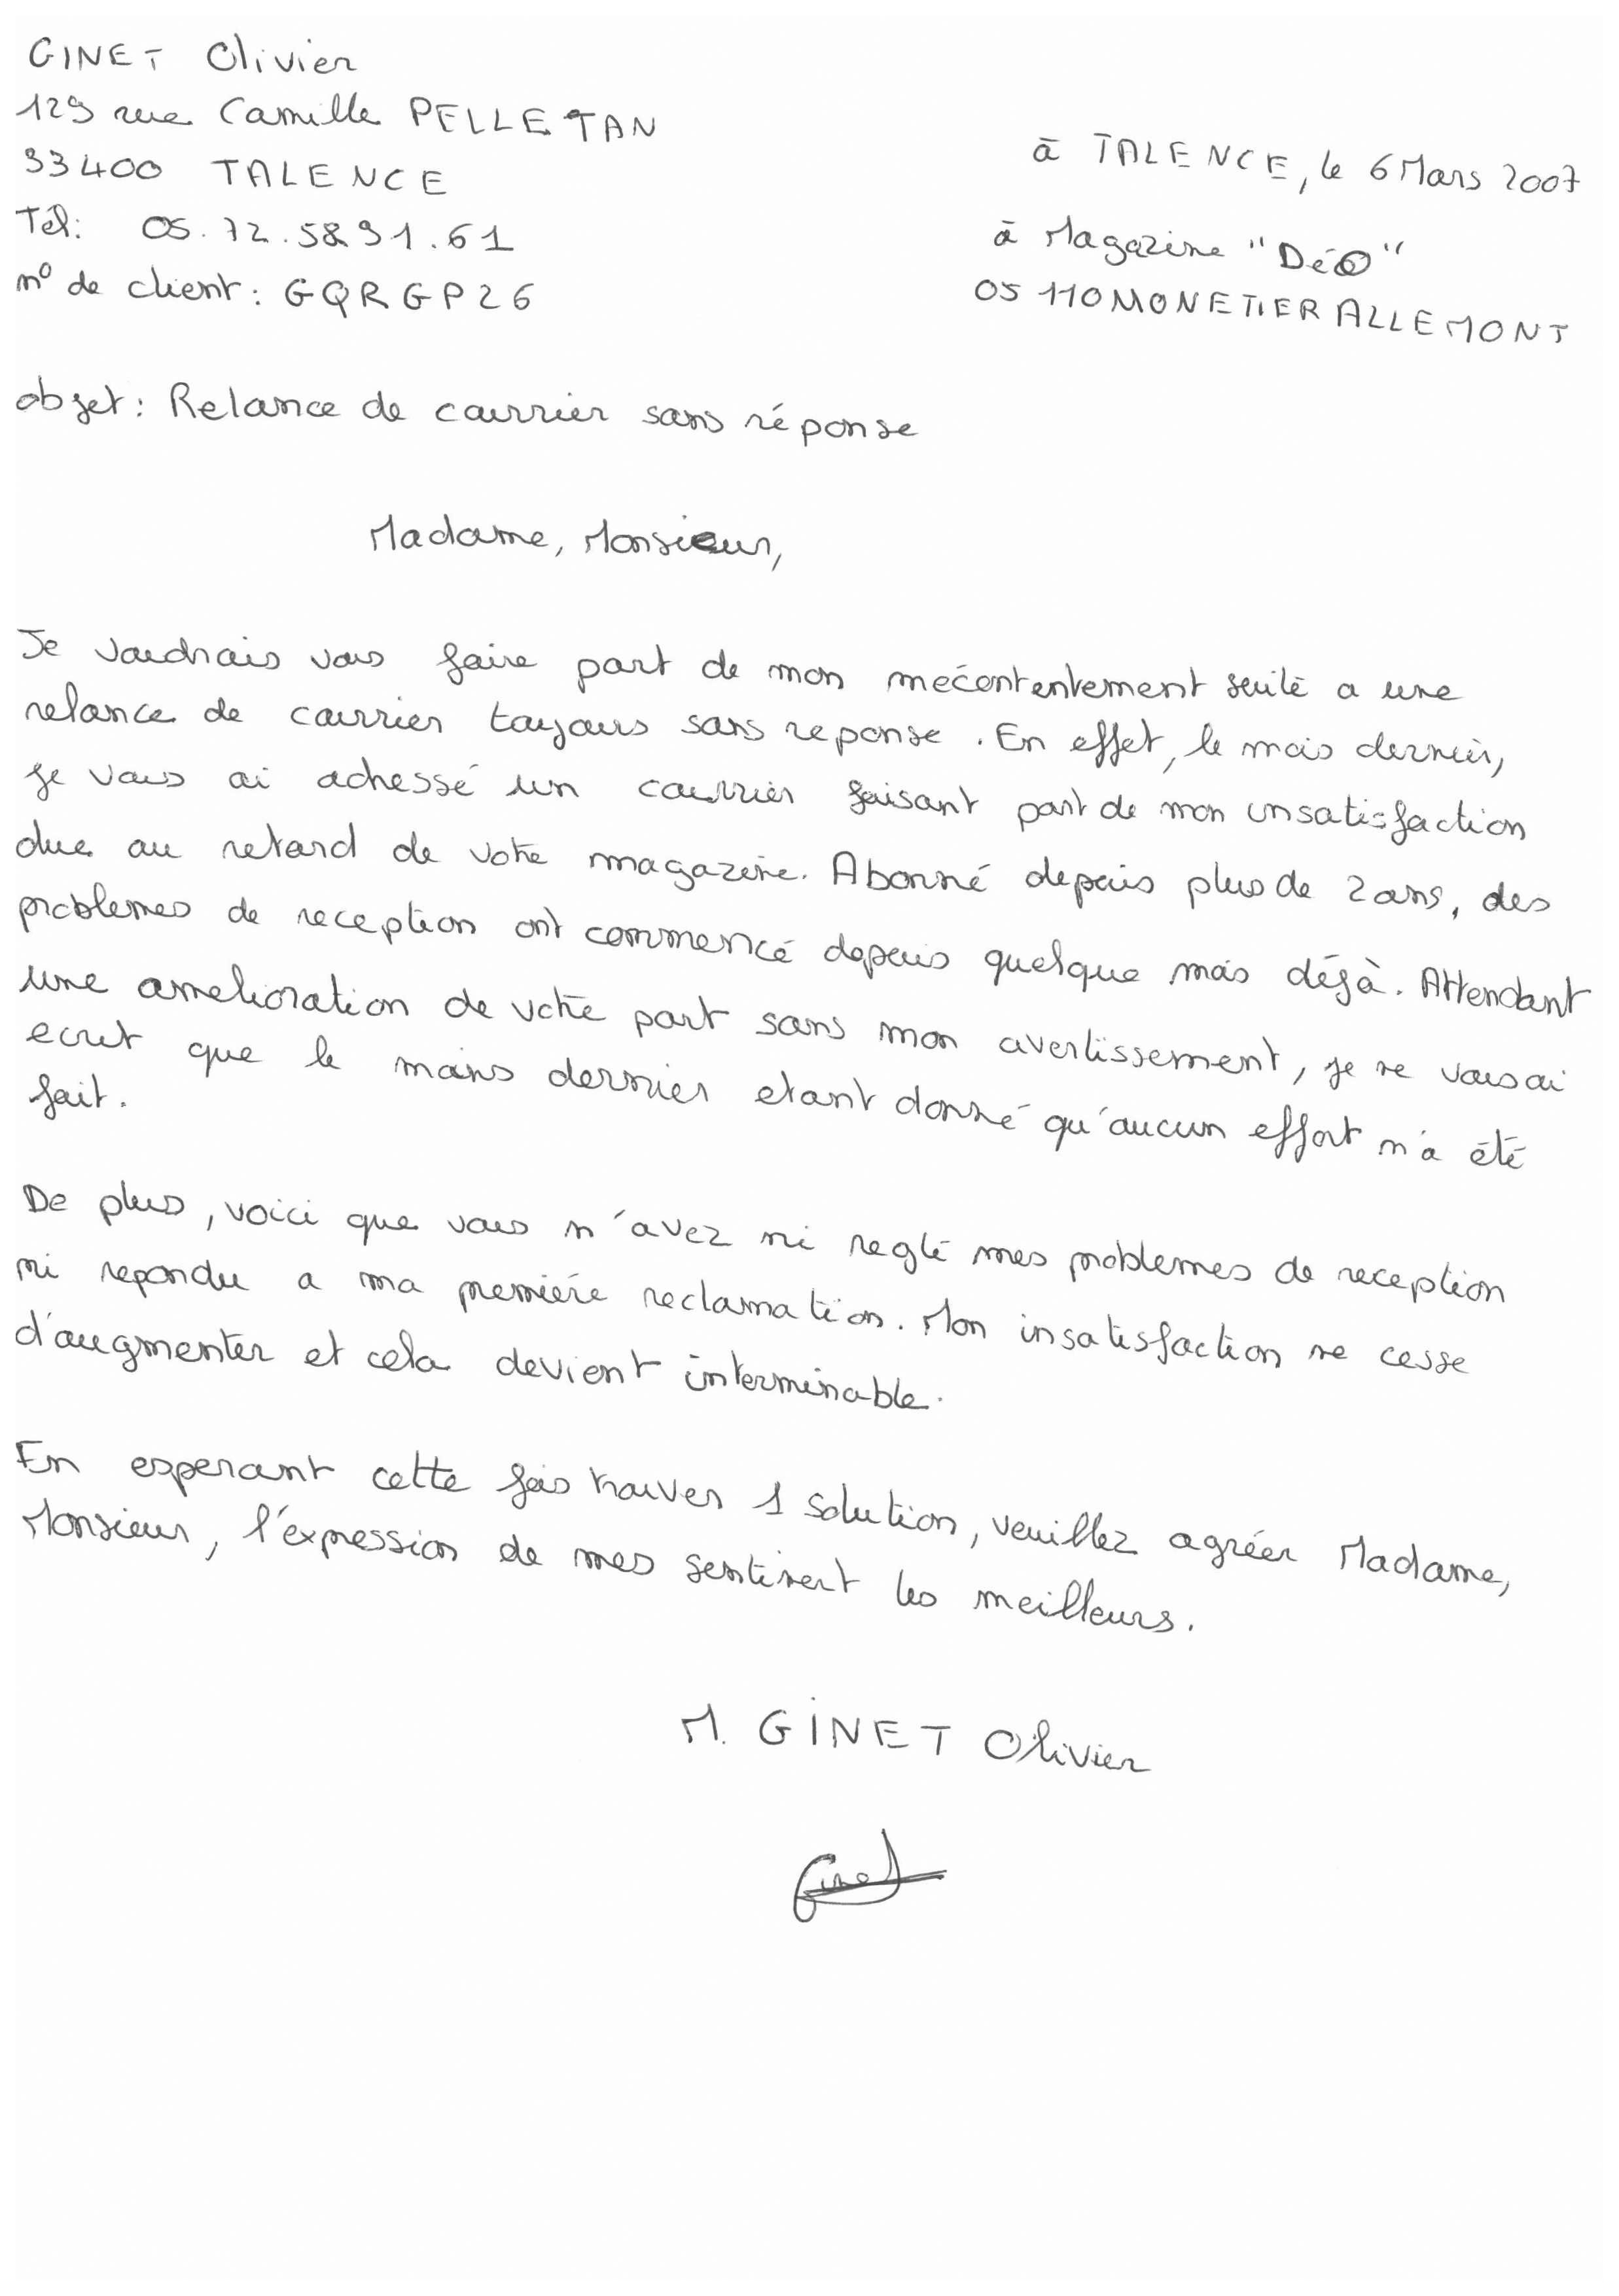 GINET Olivier
129 rue Camille PELLETAN
33400 TALENCE
Tél: 05.72.58 91.61
n° de client : GQRGP26
à TALENCE, le 6 Mars 2007
à Magazine "DéO"
05 110 MONETIER ALLEMONT
objet : Relance de courrier sans réponse
Madame, Monsieur,
Je voudrais vous faire part de mon mécontentement suite a une
relance de courrier toujours sans reponse. En effet, le mois dernier,
je vous ai adressé un courrier faisant part de mon insatisfaction
due au retard de votre magazine. Abonné depuis plus de 2 ans, des
problemes de reception ont commencé depuis quelque mois déjà. Attendant
une amelioration de votre part sans mon avertissement, je ne vous ai
ecrit que le moins dernier etant donné qu'aucun effort n'a été
fait.
De plus, voici que vous n'avez ni reglé mes problemes de reception
ni repondu a ma première reclamation. Mon insatisfaction ne cesse
d'augmenter et cela devient interminable.
En esperant cette fois trouver 1 solution, veuillez agréer Madame,
Monsieur, l'expression de mes sentiment les meilleurs.
M. GINET Olivier
Ginet